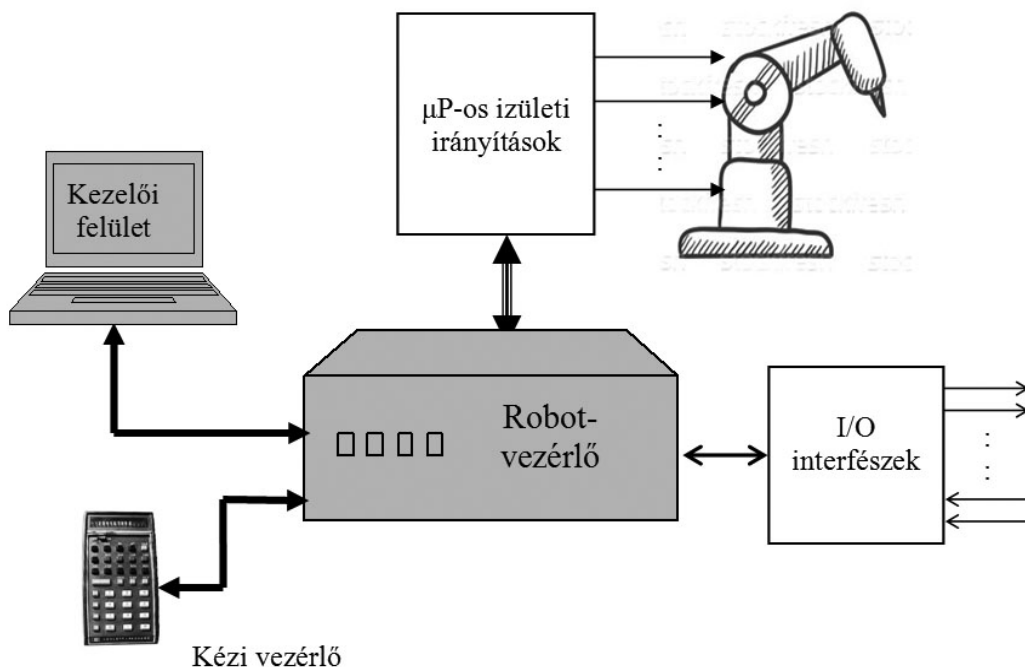 μP-os izületi
irányítások
Kezelői
felület
Robot-
vezérlő
I/O
interfészek
Kézi vezérlő